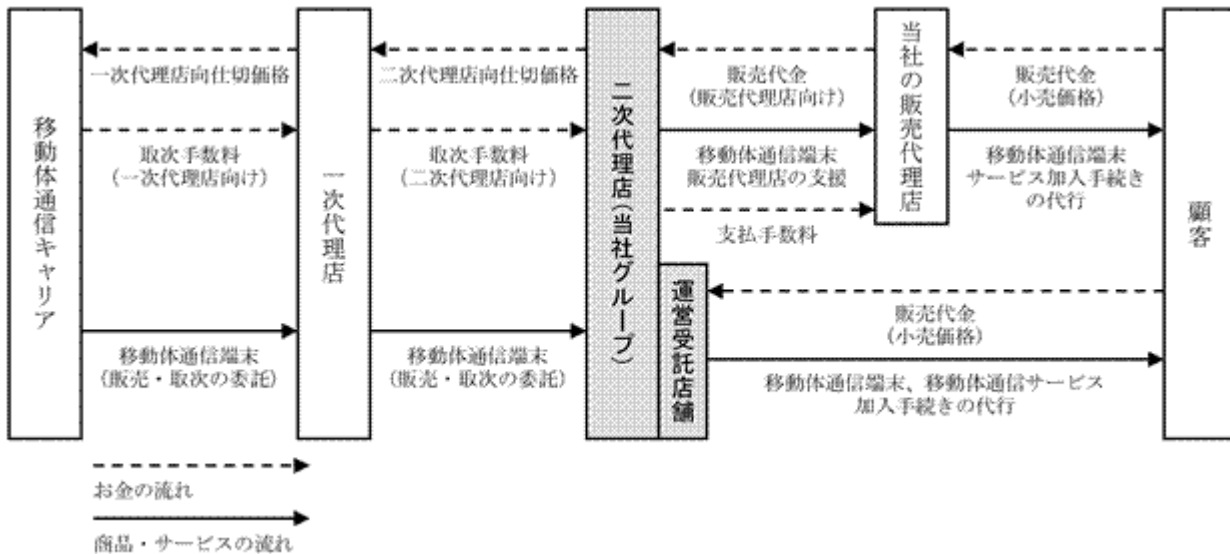 移動体通信キャリア
一次代理店向仕切価格
取次手数料
(一次代理店向け)
移動体通信端末
(販売・取次の委託)
一次代理店
二次代理店向仕切価格
取次手数料
(二次代理店向け)
移動体通信端末
(販売・取次の委託)
二次代理店(当社グループ)
運営受託店舗
販売代金
(販売代理店向け)
移動体通信端末
販売代理店の支援
支払手数料
当社の販売代理店
販売代金
(小売価格)
移動体通信端末
サービス加入手続き
の代行
販売代金
(小売価格)
移動体通信端末、移動体通信サービス
加入手続きの代行
顧客
お金の流れ
商品・サービスの流れ